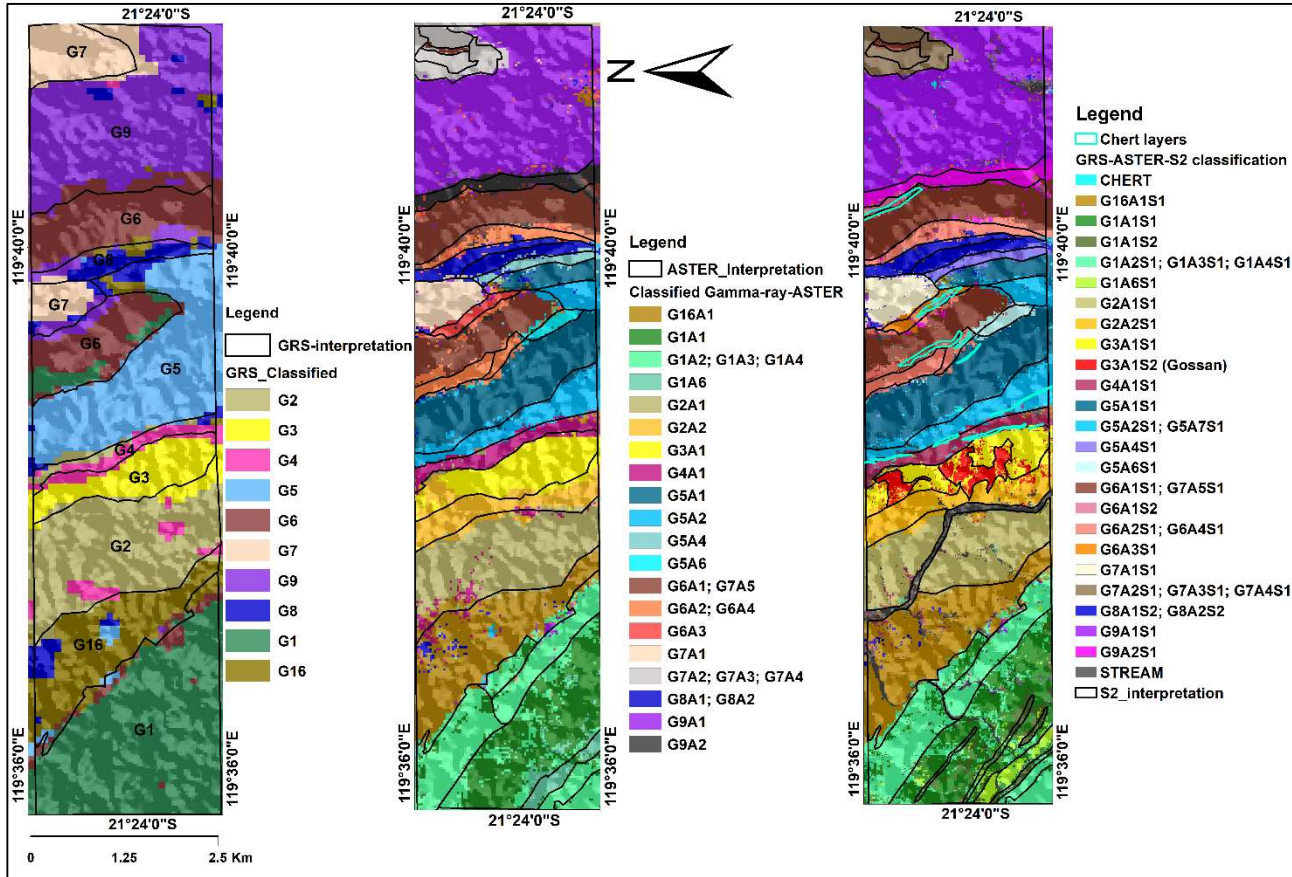 21°24'0"S
G7
G9
G6
G8
G7
G6
G5
G4
G3
G2
G16
G1
119°40'0"E
119°40'0"E
119°36'0"E
119°36'0"E
21°24'0"S
0 1.25 2.5 Km
Legend
GRS-interpretation
GRS_Classified
G2
G3
G4
G5
G6
G7
G9
G8
G1
G16
21°24'0"S
N
119°40'0"E
119°40'0"E
119°36'0"E
119°36'0"E
21°24'0"S
Legend
ASTER_Interpretation
Classified Gamma-ray-ASTER
G16A1
G1A1
G1A2; G1A3; G1A4
G1A6
G2A1
G2A2
G3A1
G4A1
G5A1
G5A2
G5A4
G5A6
G6A1; G7A5
G6A2; G6A4
G6A3
G7A1
G7A2; G7A3; G7A4
G8A1; G8A2
G9A1
G9A2
21°24'0"S
119°40'0"E
119°40'0"E
119°36'0"E
119°36'0"E
21°24'0"S
Legend
Chert layers
GRS-ASTER-S2 classification
CHERT
G16A1S1
G1A1S1
G1A1S2
G1A2S1; G1A3S1; G1A4S1
G1A6S1
G2A1S1
G2A2S1
G3A1S1
G3A1S2 (Gossan)
G4A1S1
G5A1S1
G5A2S1; G5A7S1
G5A4S1
G5A6S1
G6A1S1; G7A5S1
G6A1S2
G6A2S1; G6A4S1
G6A3S1
G7A1S1
G7A2S1; G7A3S1; G7A4S1
G8A1S2; G8A2S2
G9A1S1
G9A2S1
STREAM
S2_interpretation